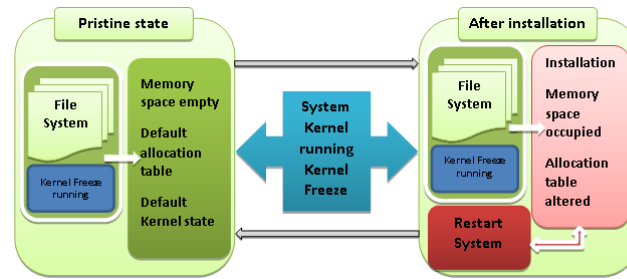 Pristine state
File
System
Kernel Freeze
running
Memory
space empty
Default
allocation
table
Default
Kernel state
System
Kernel
running
Kernel
Freeze
After installation
File
System
Kernel Freeze
running
Installation
Memory
space
occupied
Allocation
table
altered
Restart
System